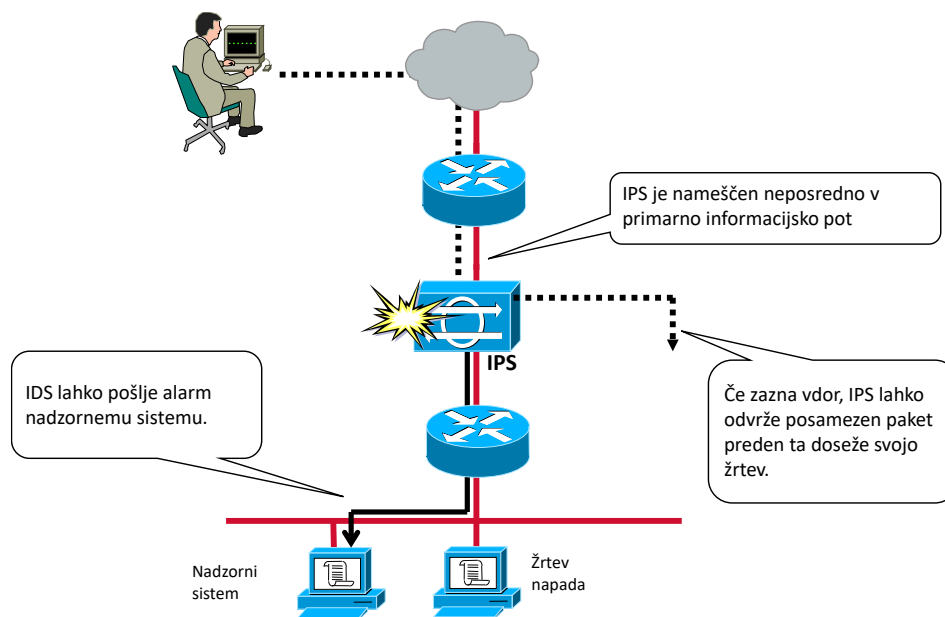 IPS je nameščen neposredno v
primarno informacijsko pot
IPS
IDS lahko pošlje alarm
nadzornemu sistemu.
Če zazna vdor, IPS lahko
odvrže posamezen paket
preden ta doseže svojo
žrtev.
Nadzorni
sistem
Žrtev
napada